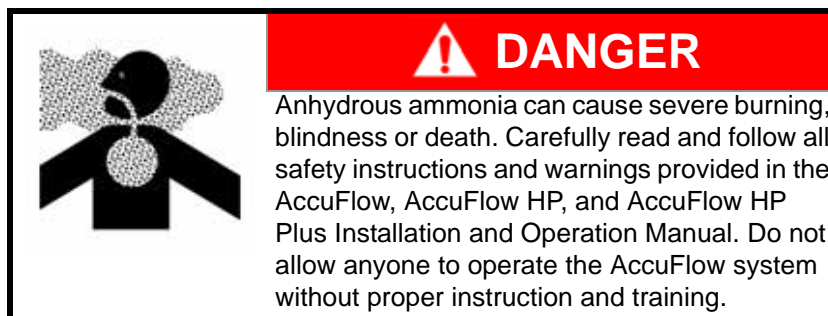 DANGER
Anhydrous ammonia can cause severe burning,
blindness or death. Carefully read and follow all
safety instructions and warnings provided in the
AccuFlow, AccuFlow HP, and AccuFlow HP
Plus Installation and Operation Manual. Do not
allow anyone to operate the AccuFlow system
without proper instruction and training.